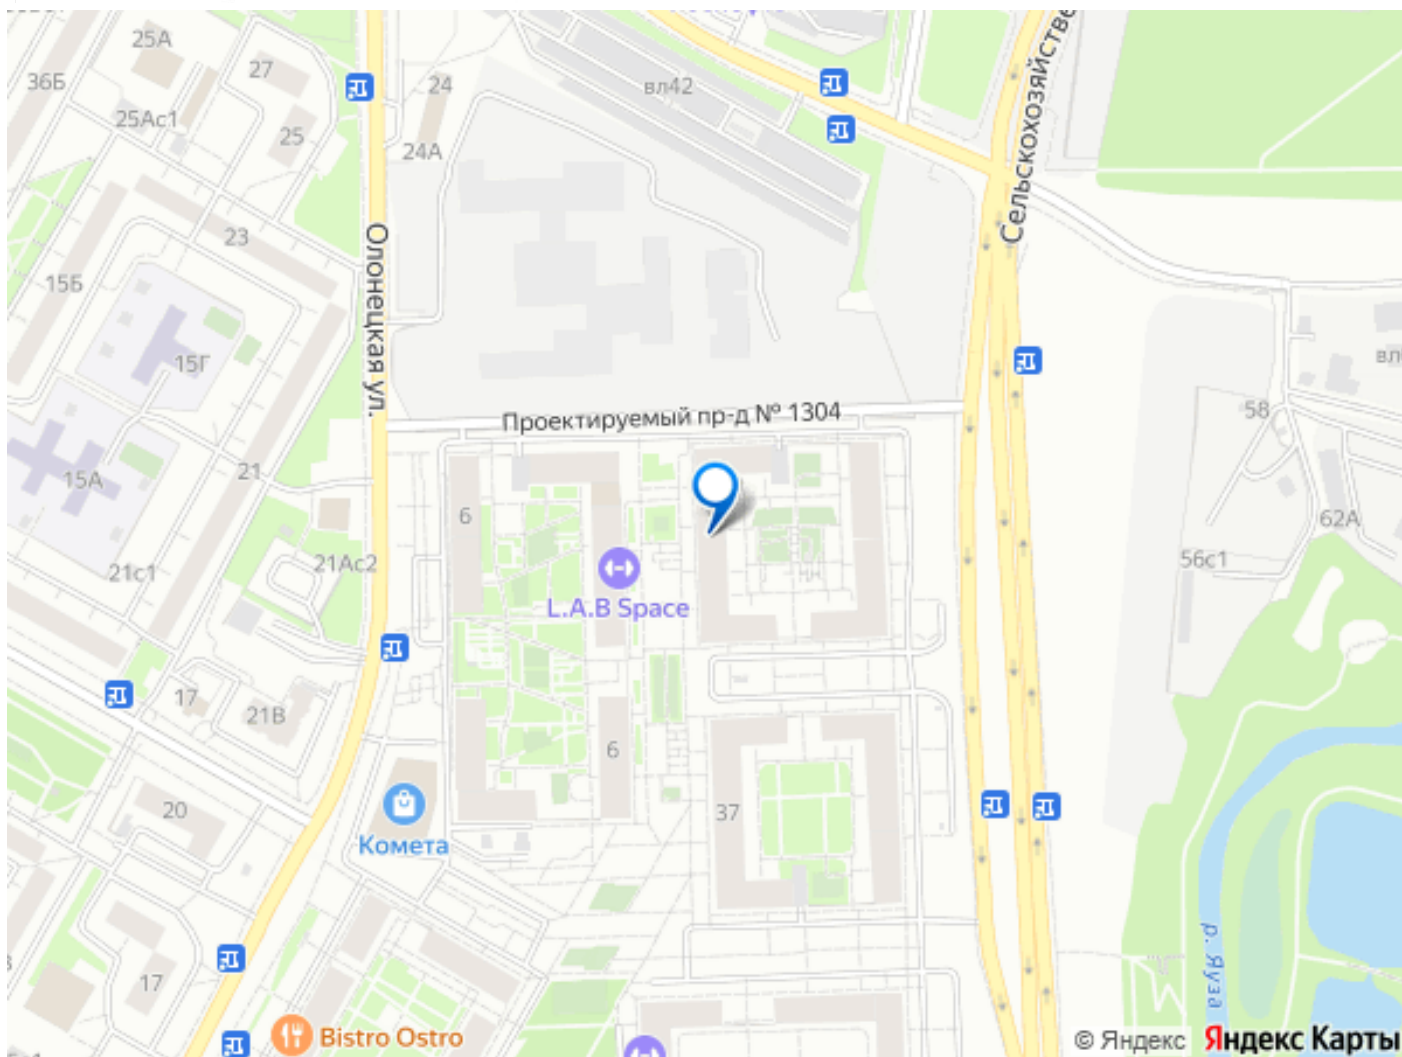 25А
27
36Б
24
вл42
25Ас1
25
24А
Сельскохозяйстве
23
Олонецкая ул.
15Б
15Г
вл
58
Проектируемый пр-д № 1304
15А
21
6
62А
21Ас2
56с1
21с1
L.A.B Space
17
21В
6
20
37
Комета
р. Яуза
17
Bistro Ostro
© Яндекс Яндекс Карты